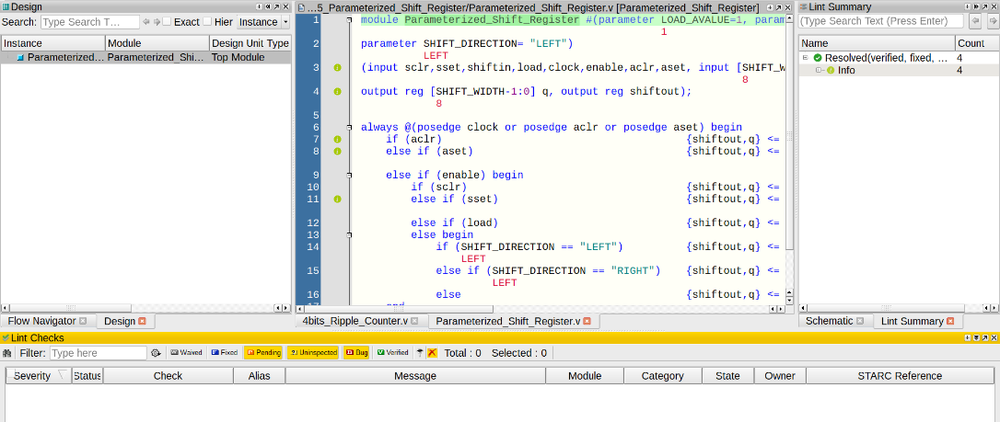 Design
Search: Type Search T… Exact Hier Instance
Instance Module Design Unit Type
Parameterized... Parameterized_Shi... Top Module
Flow Navigator Design
...5_Parameterized_Shift_Register/Parameterized_Shift_Register.v [Parameterized_Shift_Register]
1 module Parameterized_Shift_Register #(parameter LOAD_AVALUE=1, param
1
2 parameter SHIFT_DIRECTION= "LEFT")
LEFT
3 (input sclr,sset,shiftin,load,clock,enable,aclr,aset, input [SHIFT_W
8
4 output reg [SHIFT_WIDTH-1:0] q, output reg shiftout);
8
5
6 always @(posedge clock or posedge aclr or posedge aset) begin
7 if (aclr) {shiftout,q} <=
8 else if (aset) {shiftout,q} <=
9 else if (enable) begin
10 if (sclr) {shiftout,q} <=
11 else if (sset) {shiftout,q} <=
12 else if (load) {shiftout,q} <=
13 else begin
14 if (SHIFT_DIRECTION == "LEFT") {shiftout,q} <=
LEFT
15 else if (SHIFT_DIRECTION == "RIGHT") {shiftout,q} <=
LEFT
16 else {shiftout,q} <=
17 end
4bits_Ripple_Counter.v Parameterized_Shift_Register.v
Lint Summary
(Type Search Text (Press Enter)
Name Count
Resolved(verified, fixed, ... 4
Info 4
Schematic Lint Summary
Lint Checks
Filter: Type here Waived Fixed Pending Uninspected Bug Verified Total : 0 Selected : 0
Severity Status Check Alias Message Module Category State Owner STARC Reference